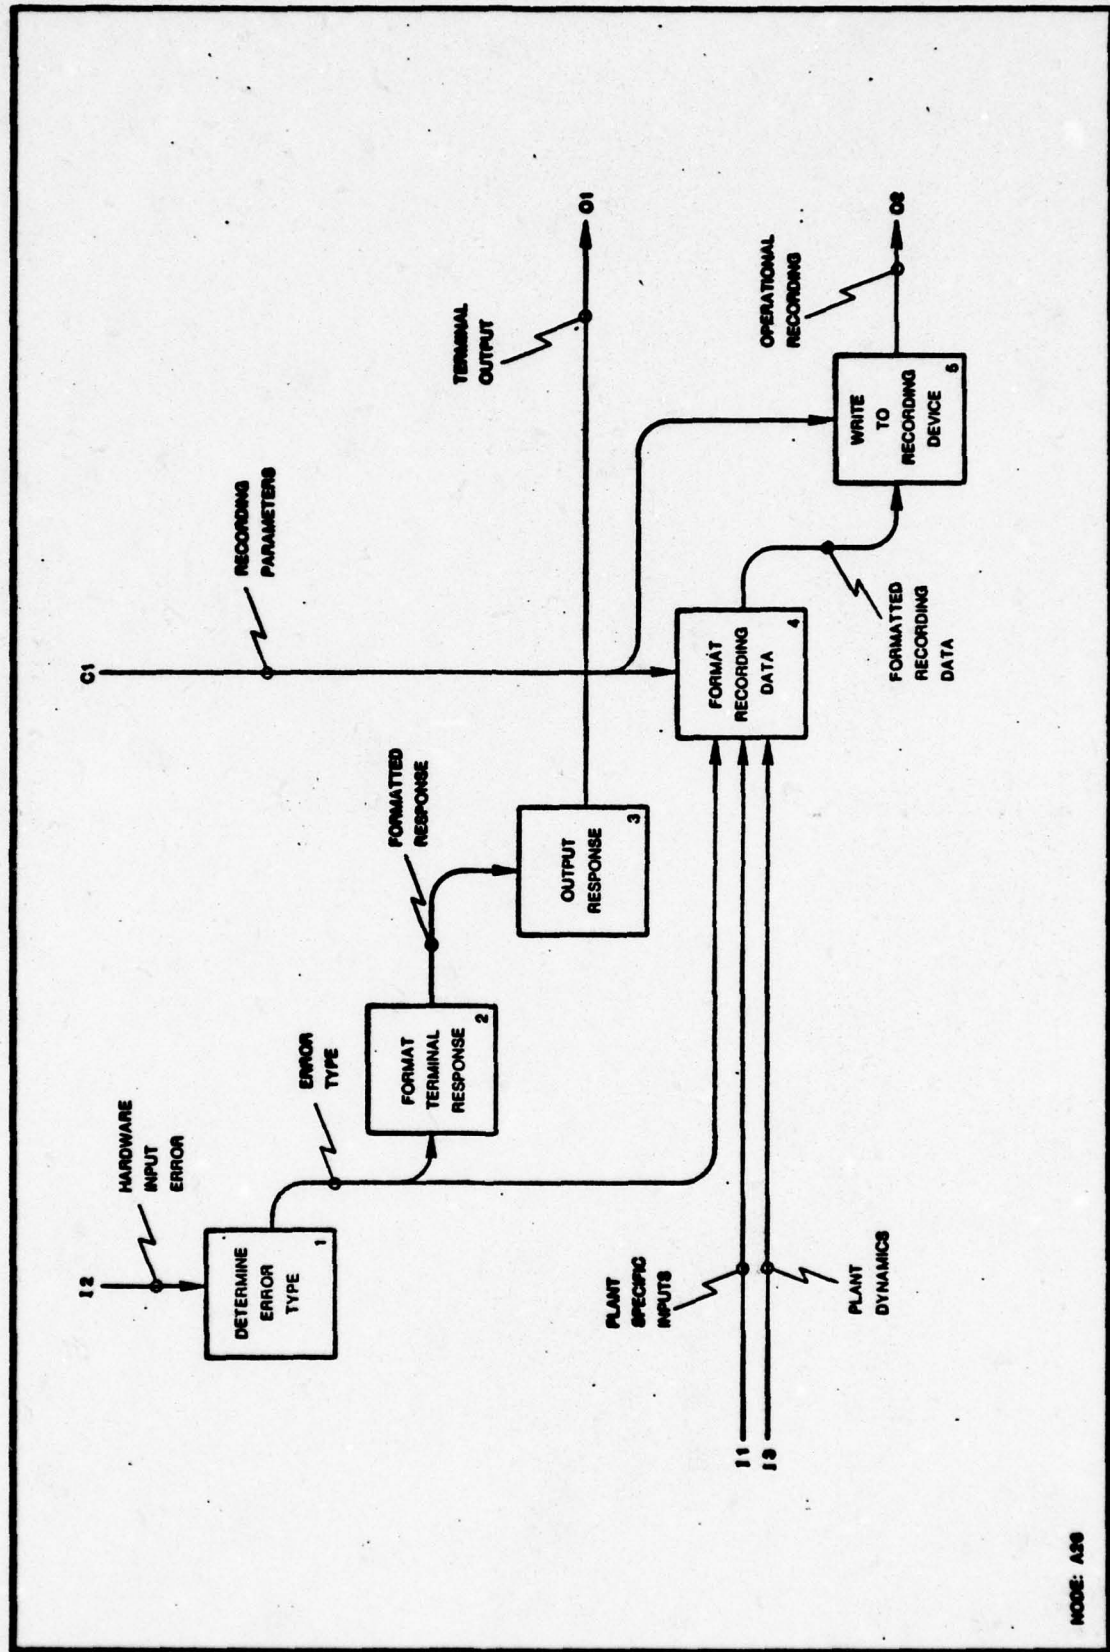 I2
HARDWARE
INPUT
ERROR
C1
RECORDING
PARAMETERS
DETERMINE
ERROR
TYPE
1
ERROR
TYPE
FORMAT
TERMINAL
RESPONSE
2
FORMATTED
RESPONSE
OUTPUT
RESPONSE
3
TERMINAL
OUTPUT
O1
PLANT
SPECIFIC
INPUTS
I1
I3
PLANT
DYNAMICS
FORMAT
RECORDING
DATA
4
FORMATTED
RECORDING
DATA
WRITE
TO
RECORDING
DEVICE
5
OPERATIONAL
RECORDING
O2
NODE: